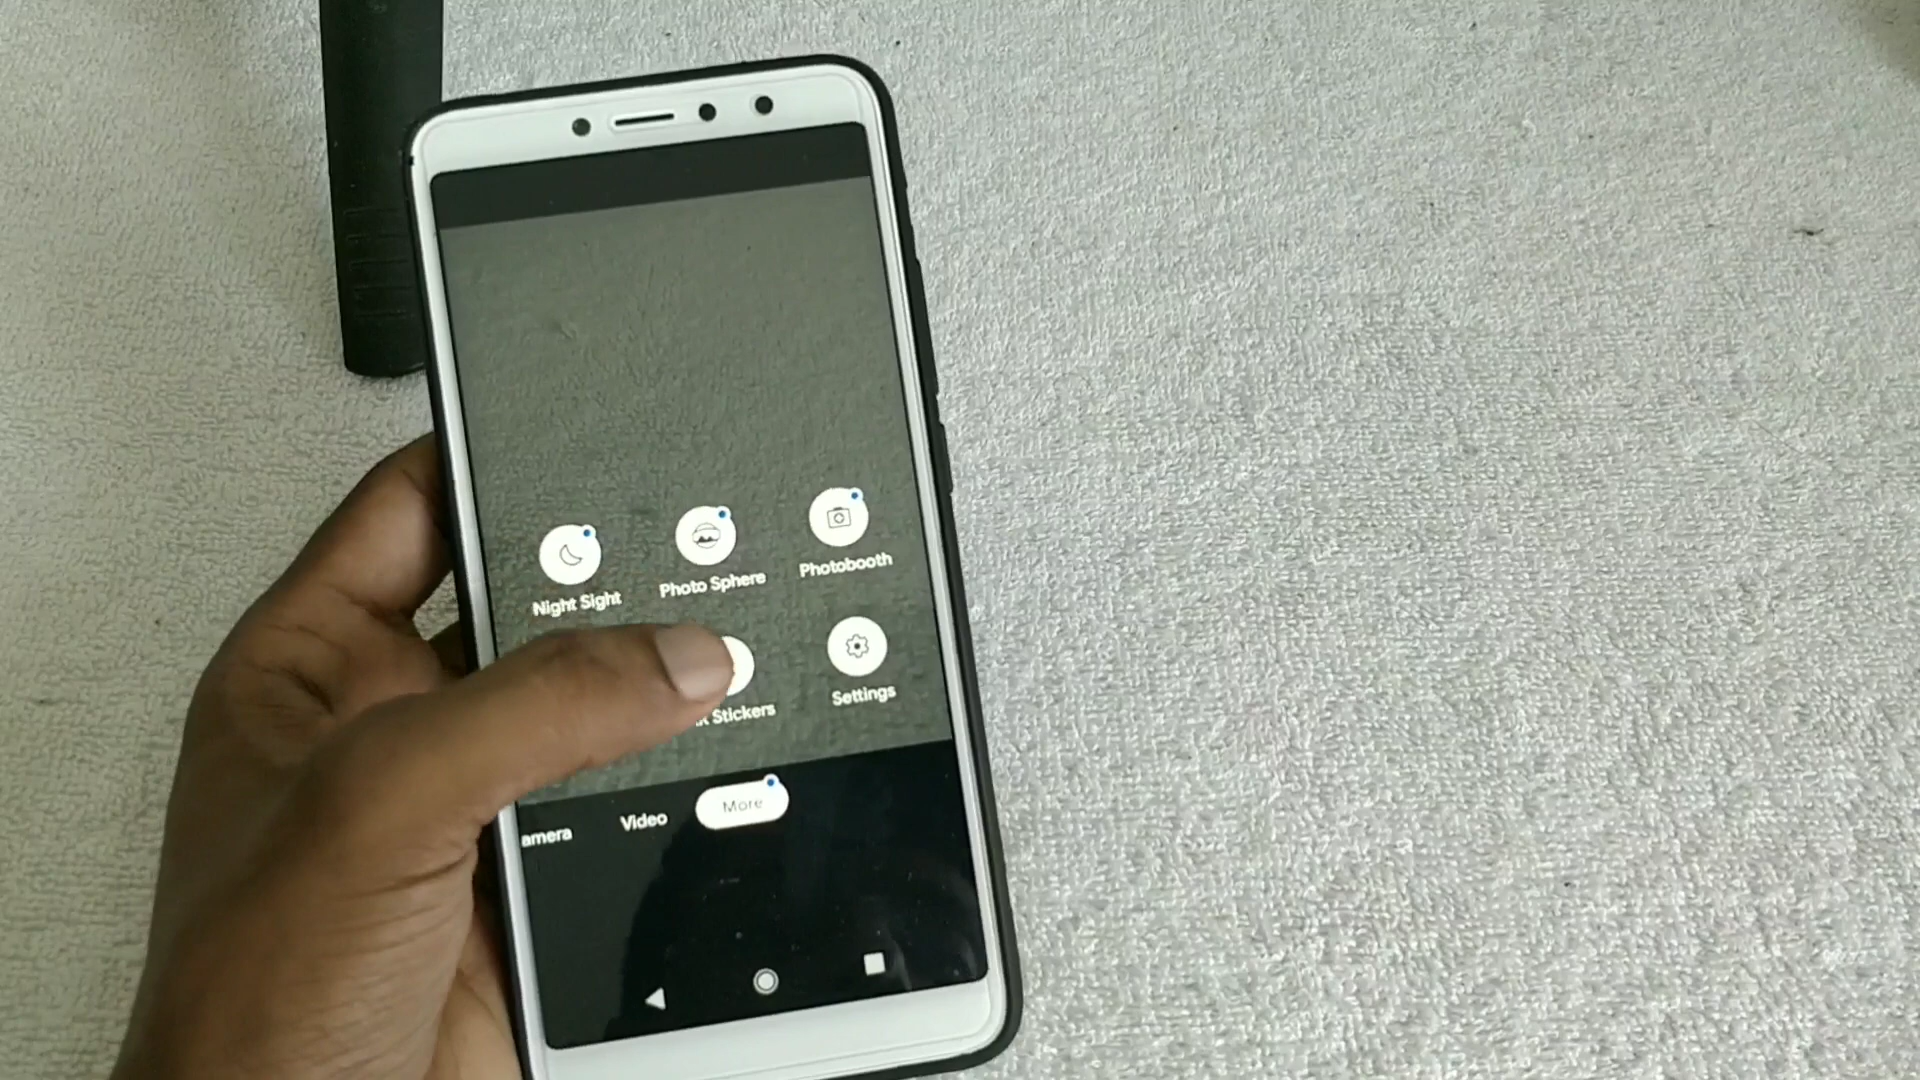 Night Sight
Photo Sphere
Photobooth
Stickers
Settings
amera
Video
More